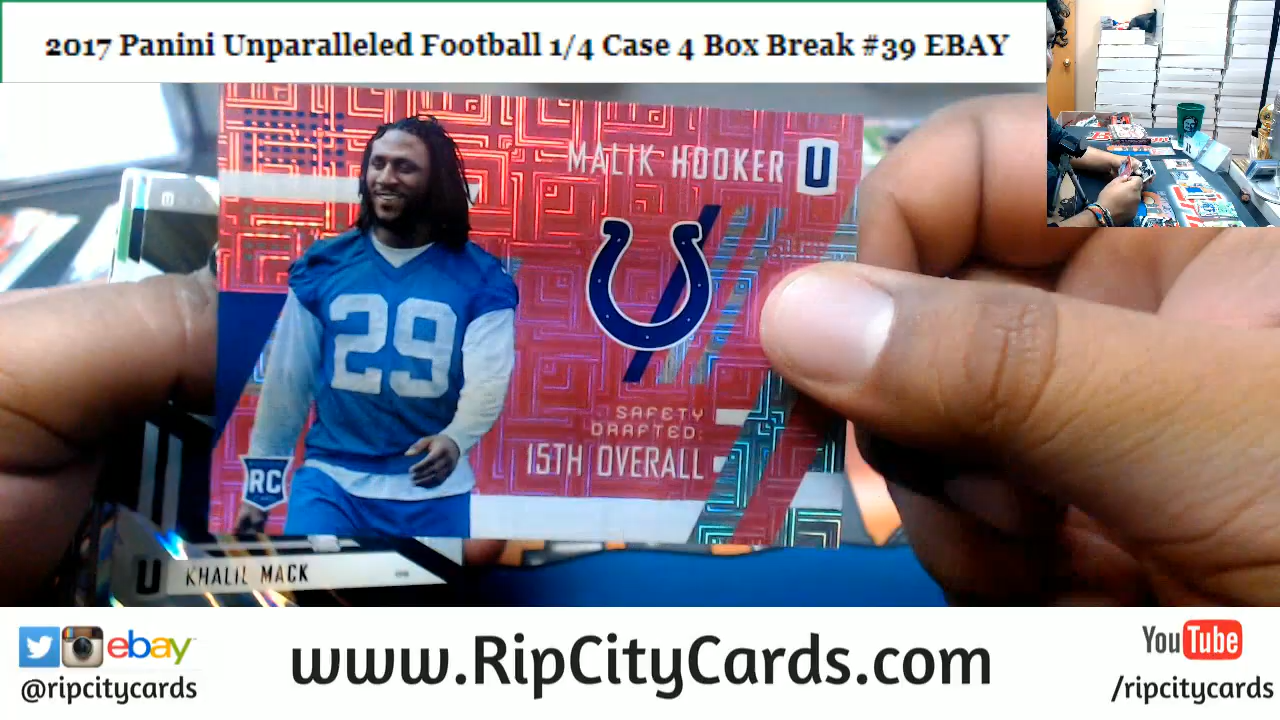 2017 Panini Unparalleled Football 1/4 Case 4 Box Break #39 EBAY
MALIK HOOKER U
29
SAFETY
DRAFTED:
15TH OVERALL
RC
U KHALIL MACK
ebay
@ripcitycards
www.RipCityCards.com
YouTube
/ripcitycards